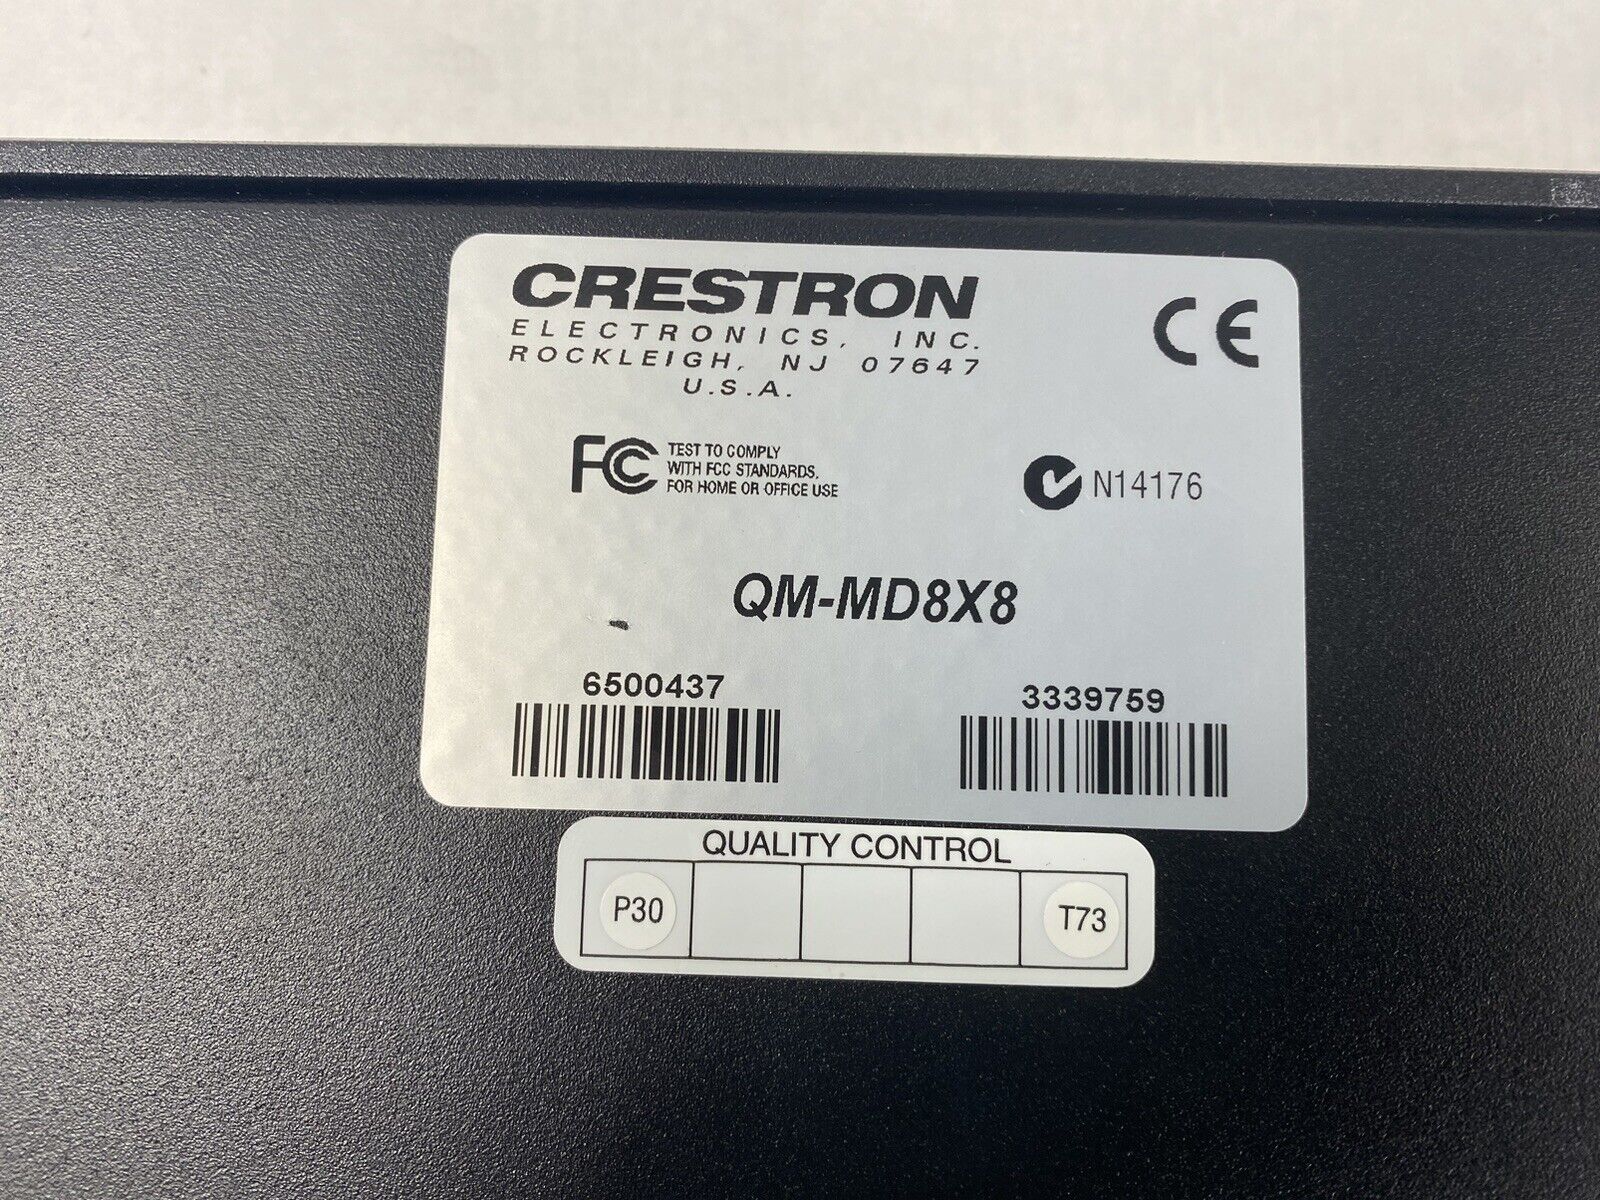 CRESTRON
ELECTRONICS, INC.
ROCKLEIGH, NJ 07647
U.S.A.
CE
FC
TEST TO COMPLY
WITH FCC STANDARDS.
FOR HOME OR OFFICE USE
N14176
QM-MD8X8
6500437
3339759
QUALITY CONTROL
P30
T73